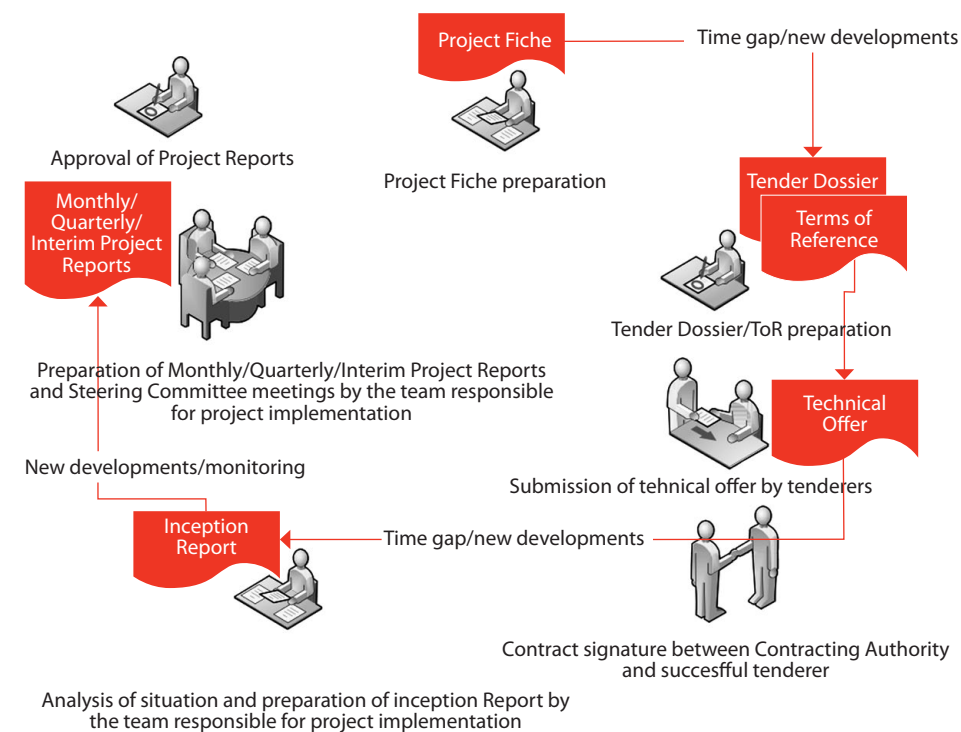 Project Fiche
Time gap/new developments
Project Fiche preparation
Tender Dossier
Terms of
Reference
Tender Dossier/ToR preparation
Technical
Offer
Submission of tehnical offer by tenderers
Contract signature between Contracting Authority
and succesfful tenderer
Time gap/new developments
Inception
Report
Analysis of situation and preparation of inception Report by
the team responsible for project implementation
New developments/monitoring
Monthly/
Quarterly/
Interim Project
Reports
Preparation of Monthly/Quarterly/Interim Project Reports
and Steering Committee meetings by the team responsible
for project implementation
Approval of Project Reports